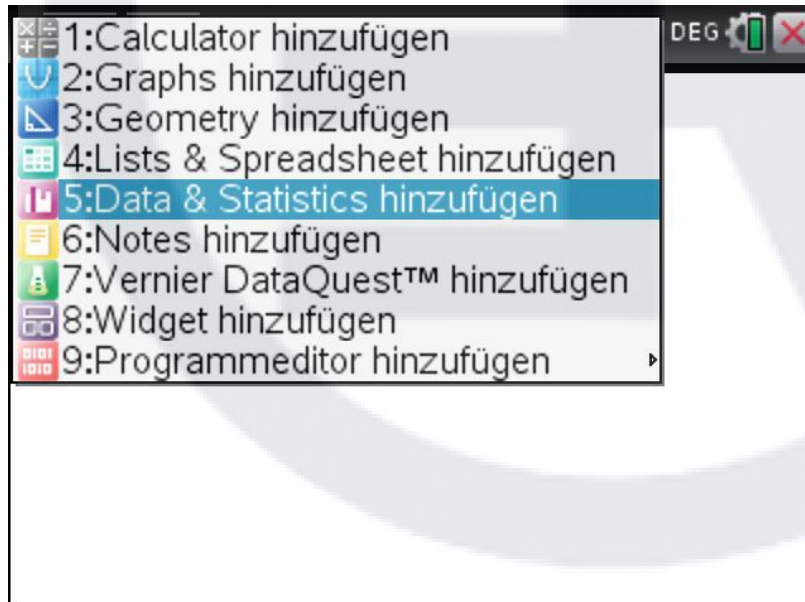 1:Calculator hinzufügen
DEG
2:Graphs hinzufügen
3:Geometry hinzufügen
4:Lists & Spreadsheet hinzufügen
5:Data & Statistics hinzufügen
6:Notes hinzufügen
7:Vernier DataQuest™ hinzufügen
8:Widget hinzufügen
9:Programmeditor hinzufügen